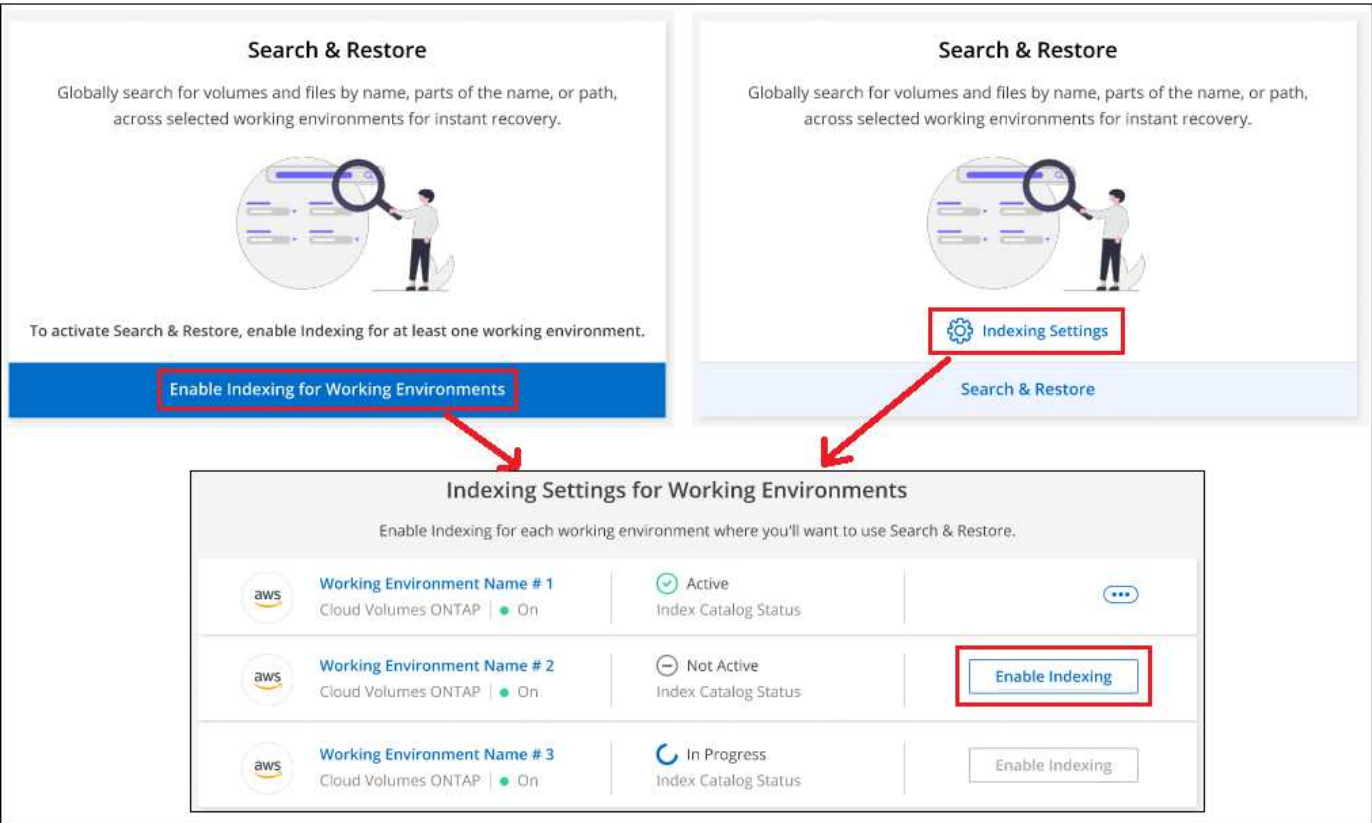 Search & Restore
Globally search for volumes and files by name, parts of the name, or path,
across selected working environments for instant recovery.
To activate Search & Restore, enable Indexing for at least one working environment.
Enable Indexing for Working Environments
Search & Restore
Globally search for volumes and files by name, parts of the name, or path,
across selected working environments for instant recovery.
Indexing Settings
Search & Restore
Indexing Settings for Working Environments
Enable Indexing for each working environment where you'll want to use Search & Restore.
aws
Working Environment Name # 1
Cloud Volumes ONTAP | On
Active
Index Catalog Status
aws
Working Environment Name # 2
Cloud Volumes ONTAP | On
Not Active
Index Catalog Status
Enable Indexing
aws
Working Environment Name # 3
Cloud Volumes ONTAP | On
In Progress
Index Catalog Status
Enable Indexing